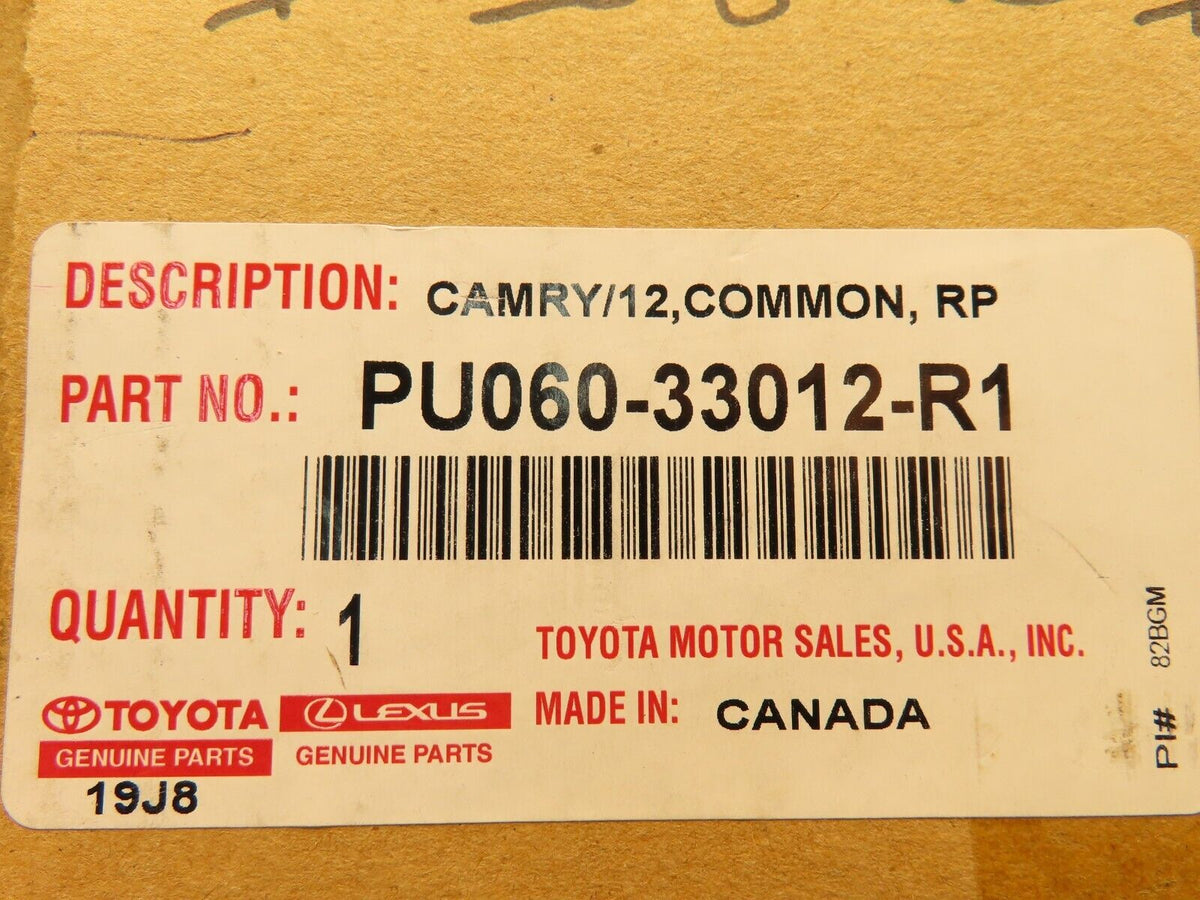 DESCRIPTION: CAMRY/12,COMMON, RP
PART NO.: PU060-33012-R1
QUANTITY: 1
TOYOTA MOTOR SALES, U.S.A., INC.
TOYOTA
GENUINE PARTS
LEXUS
GENUINE PARTS
MADE IN: CANADA
19J8
PI# 82BGM